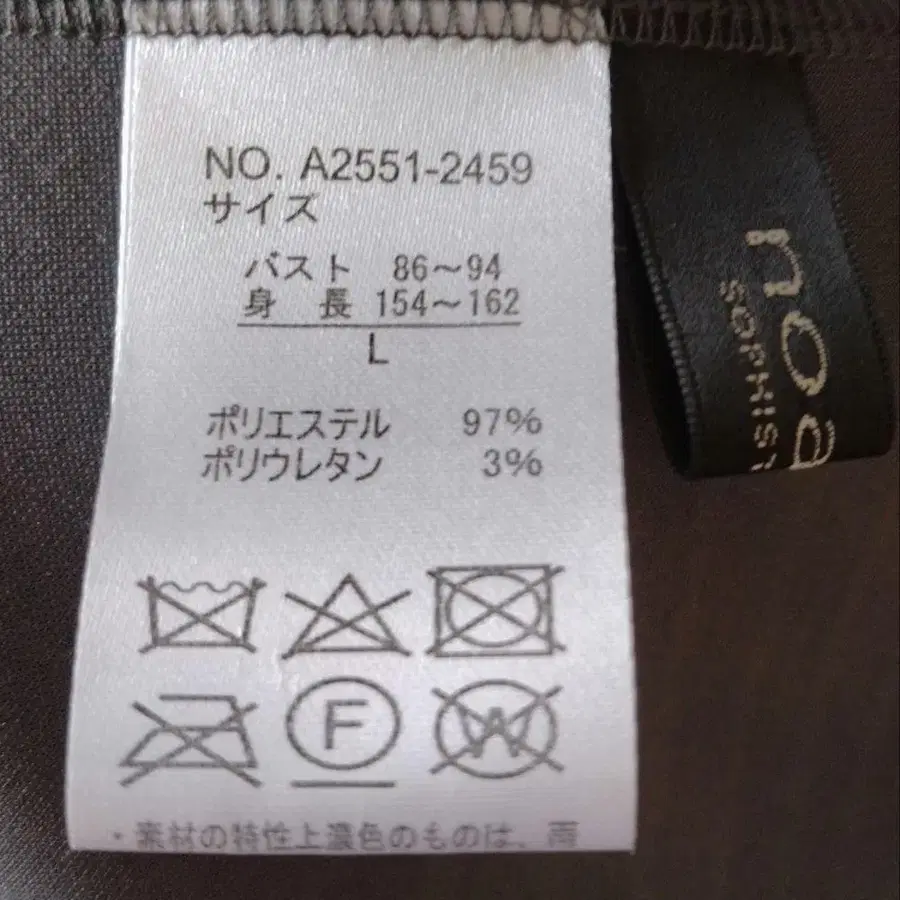 NO. A2551-2459
サイズ
バスト 86～94
身 長 154～162
L
ポリエステル 97%
ポリウレタン 3%
F
W
・素材の特性上濃色のものは、雨
noa
SOPHIS